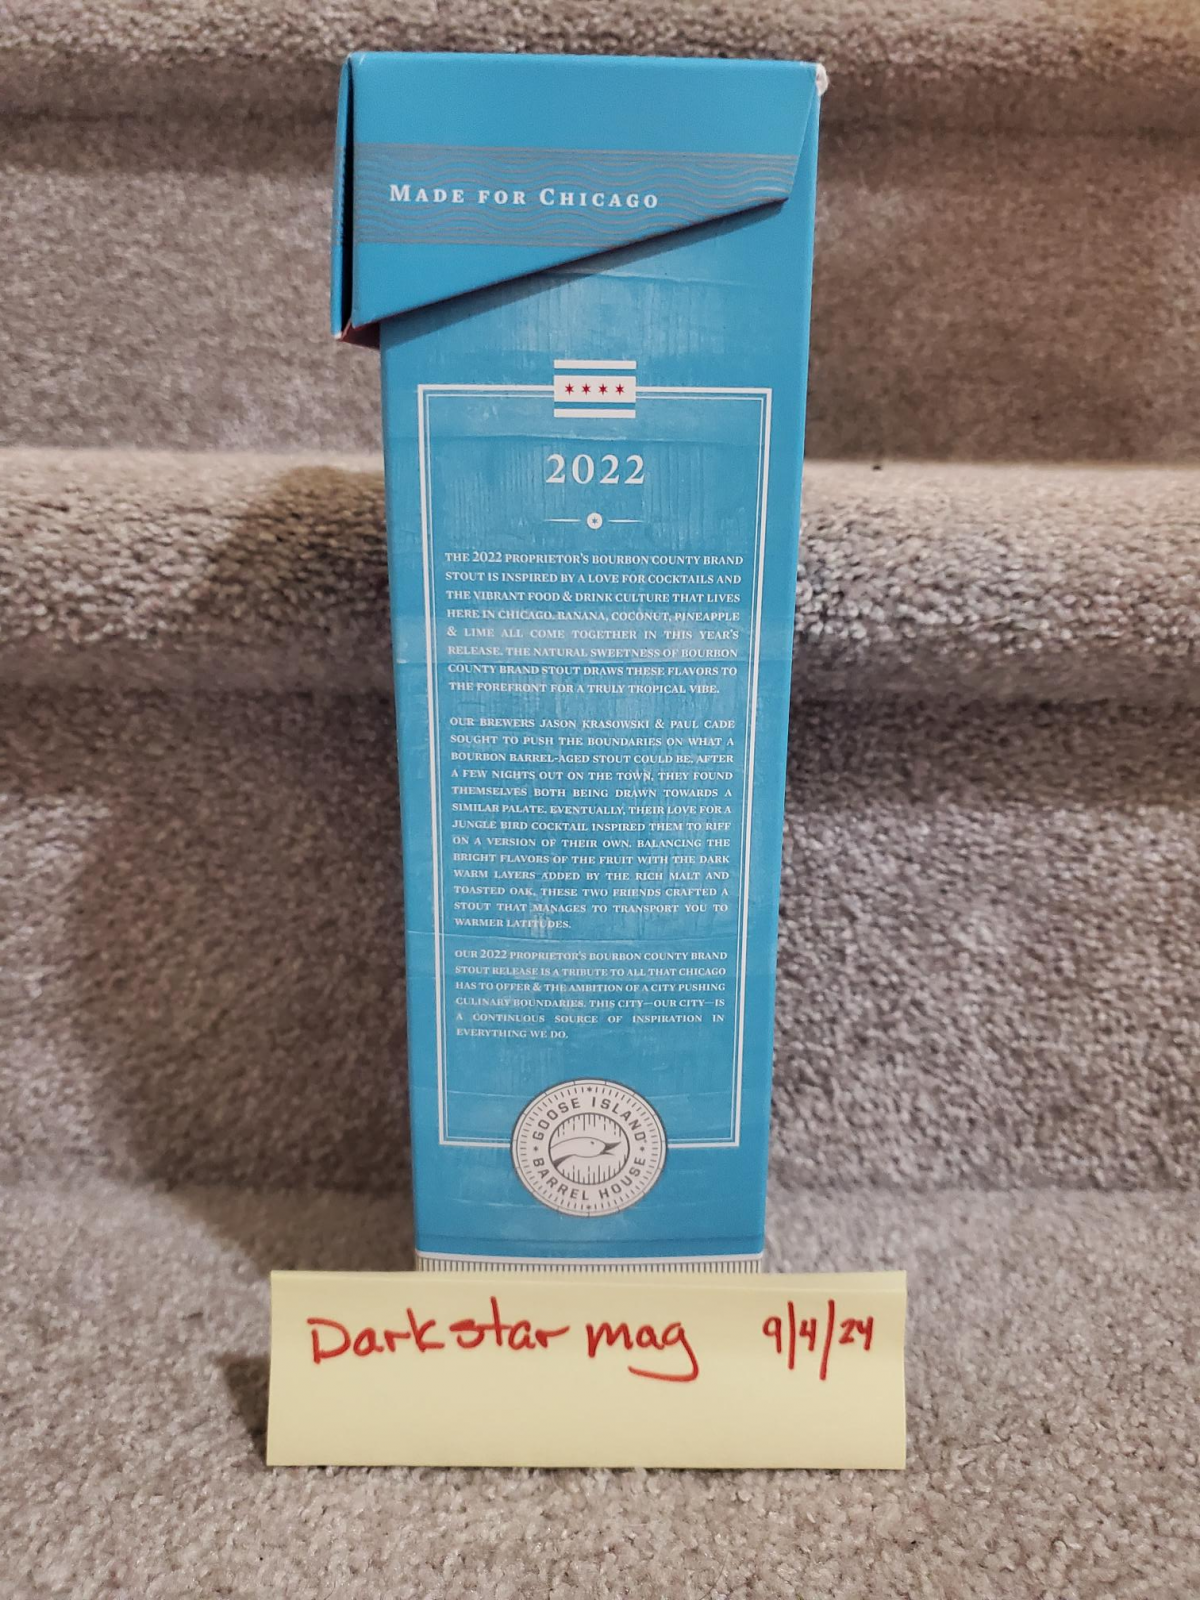 MADE FOR CHICAGO
2022
THE 2022 PROPRIETOR'S BOURBON COUNTY BRAND
STOUT IS INSPIRED BY A LOVE FOR COCKTAILS AND
THE VIBRANT FOOD & DRINK CULTURE THAT LIVES
HERE IN CHICAGO. BANANA, COCONUT, PINEAPPLE
& LIME ALL COME TOGETHER IN THIS YEAR'S
RELEASE. THE NATURAL SWEETNESS OF BOURBON
COUNTY BRAND STOUT DRAWS THESE FLAVORS TO
THE FOREFRONT FOR A TRULY TROPICAL VIBE.
OUR BREWERS JASON KRASOWSKI & PAUL CADE
SOUGHT TO PUSH THE BOUNDARIES ON WHAT A
BOURBON BARREL-AGED STOUT COULD BE. AFTER
A FEW NIGHTS OUT ON THE TOWN, THEY FOUND
THEMSELVES BOTH BEING DRAWN TOWARDS A
SIMILAR PALATE. EVENTUALLY, THEIR LOVE FOR A
JUNGLE BIRD COCKTAIL INSPIRED THEM TO RIFF
ON A VERSION OF THEIR OWN. BALANCING THE
BRIGHT FLAVORS OF THE FRUIT WITH THE DARK
WARM LAYERS ADDED BY THE RICH MALT AND
TOASTED OAK, THESE TWO FRIENDS CRAFTED A
STOUT THAT MANAGES TO TRANSPORT YOU TO
WARMER LATITUDES.
OUR 2022 PROPRIETOR'S BOURBON COUNTY BRAND
STOUT RELEASE IS A TRIBUTE TO ALL THAT CHICAGO
HAS TO OFFER & THE AMBITION OF A CITY PUSHING
CULINARY BOUNDARIES. THIS CITY—OUR CITY—IS
A CONTINUOUS SOURCE OF INSPIRATION IN
EVERYTHING WE DO.
GOOSE ISLAND
BARREL HOUSE
Darkstar mag 9/4/24